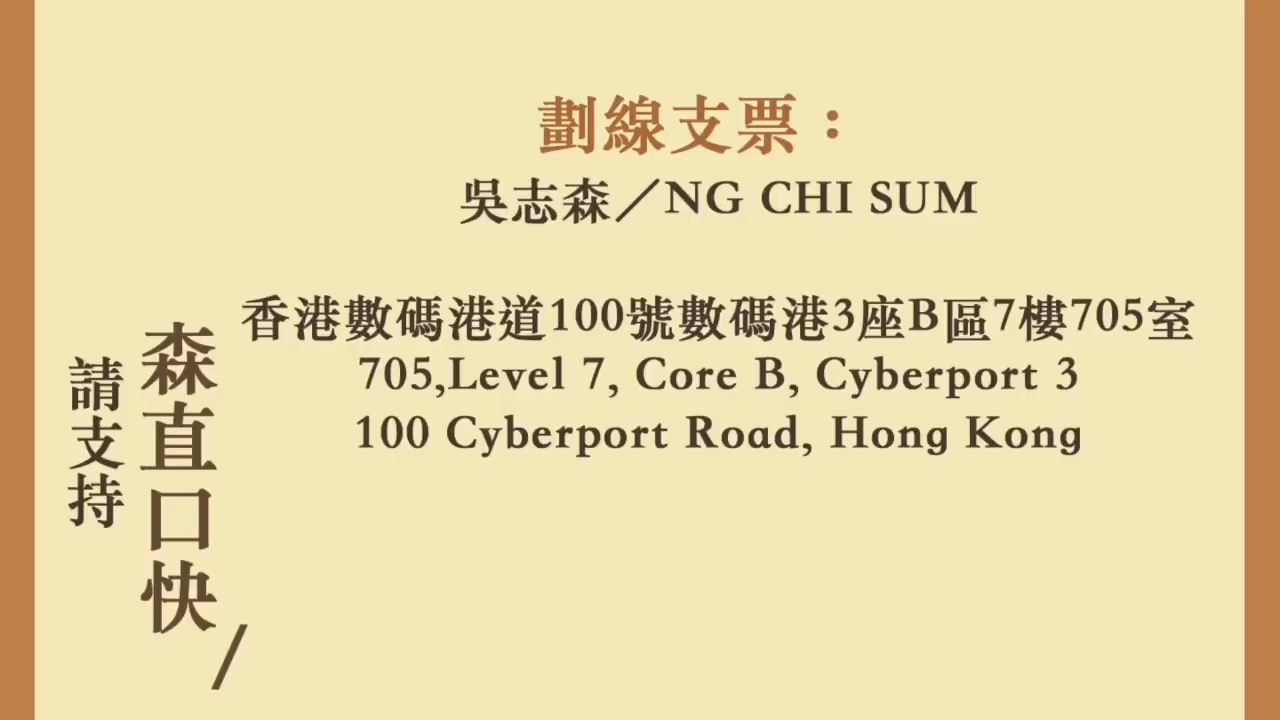 劃線支票：
吳志森／NG CHI SUM
香港數碼港道100號數碼港3座B區7樓705室
705,Level 7, Core B, Cyberport 3
100 Cyberport Road, Hong Kong
請支持
森直口快/